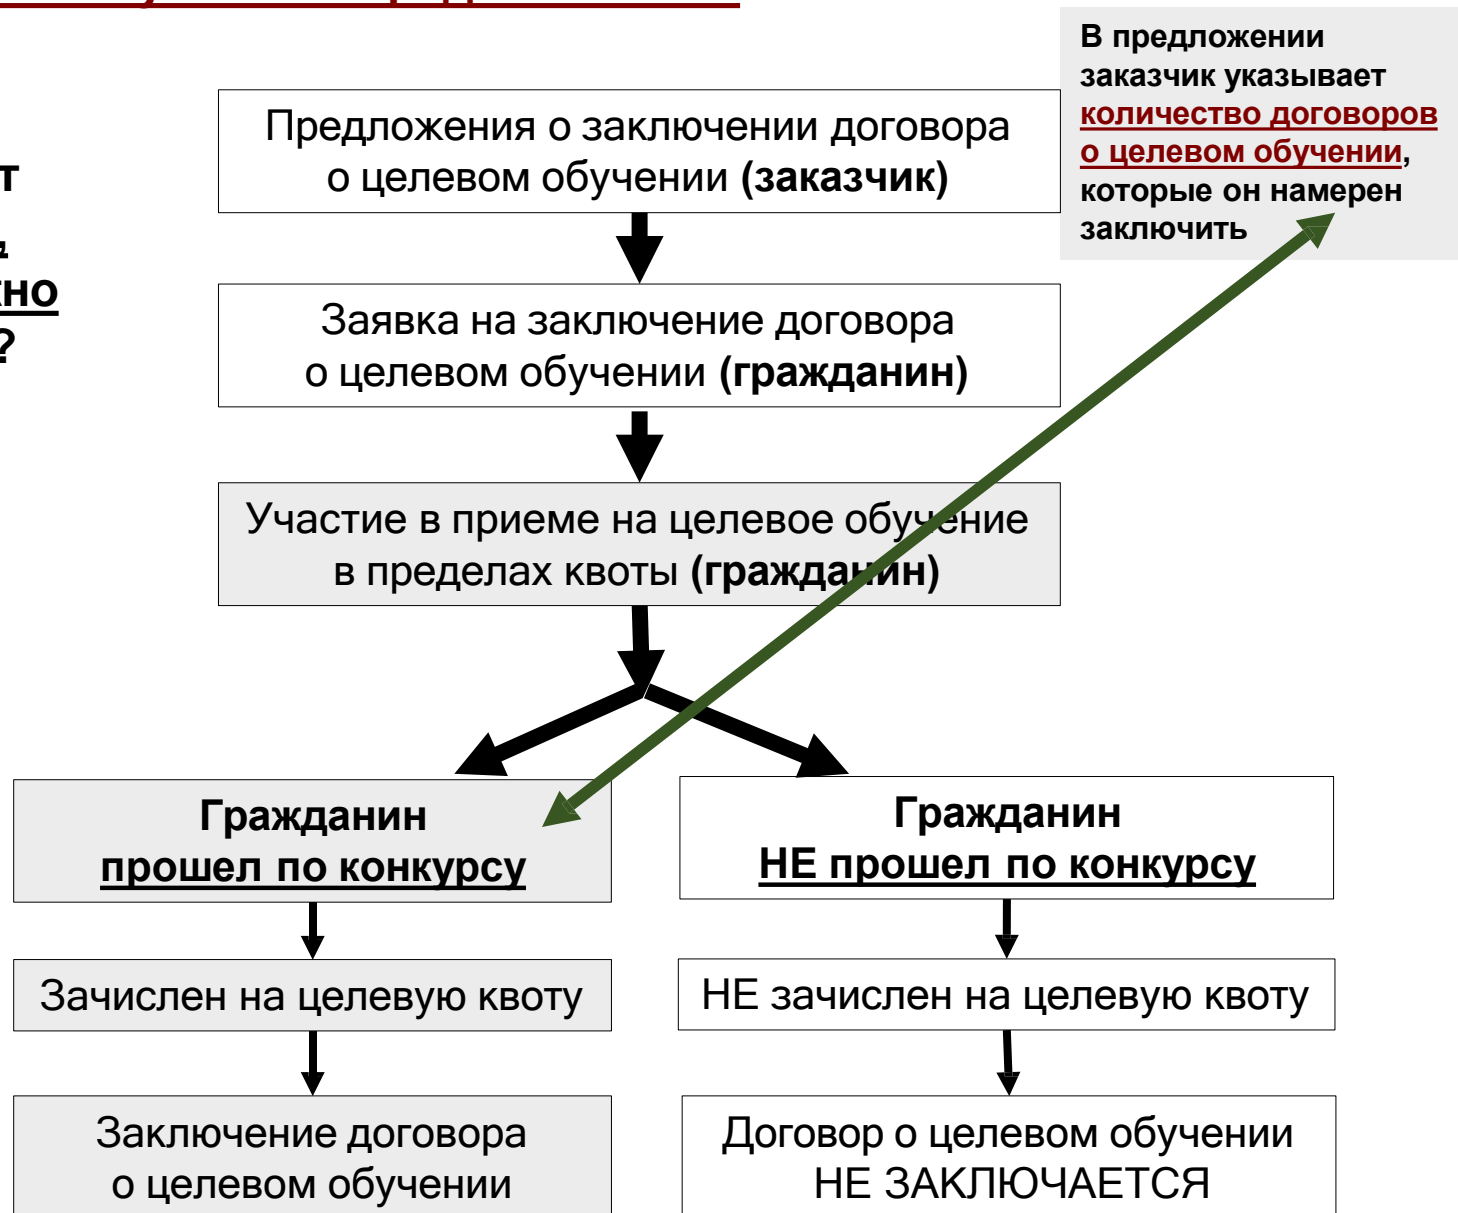 В предложении
заказчик указывает
количество договоров
о целевом обучении,
которые он намерен
заключить
Предложения о заключении договора
о целевом обучении (заказчик)
Заявка на заключение договора
о целевом обучении (гражданин)
Участие в приеме на целевое обучение
в пределах квоты (гражданин)
Гражданин
прошел по конкурсу
Гражданин
НЕ прошел по конкурсу
Зачислен на целевую квоту
НЕ зачислен на целевую квоту
Заключение договора
о целевом обучении
Договор о целевом обучении
НЕ ЗАКЛЮЧАЕТСЯ